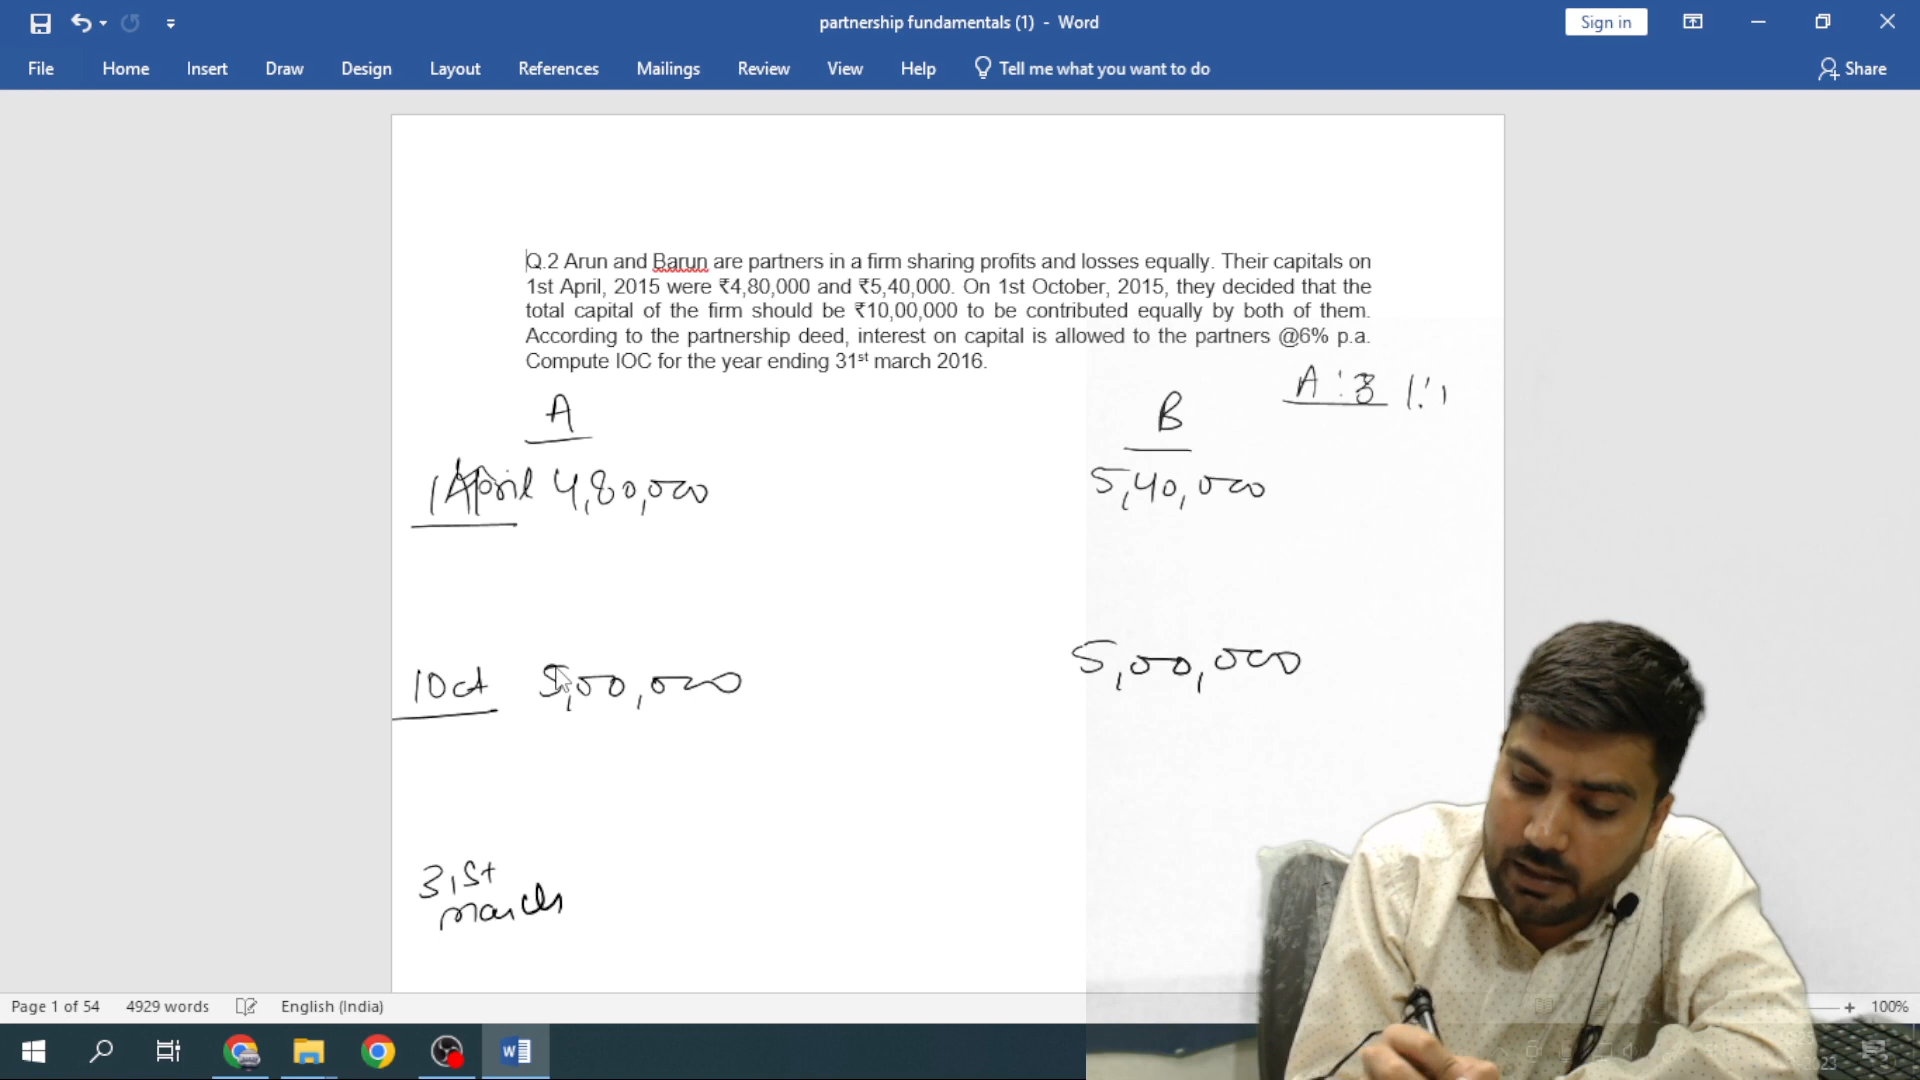 partnership fundamentals (1) - Word
Sign in
File Home Insert Draw Design Layout References Mailings Review View Help Tell me what you want to do Share
Q.2 Arun and Barun are partners in a firm sharing profits and losses equally. Their capitals on
1st April, 2015 were ₹4,80,000 and ₹5,40,000. On 1st October, 2015, they decided that the
total capital of the firm should be ₹10,00,000 to be contributed equally by both of them.
According to the partnership deed, interest on capital is allowed to the partners @6% p.a.
Compute IOC for the year ending 31st march 2016.
A B A : B 1:1
1 April 4,80,000 5,40,000
1 Oct 5,00,000 5,00,000
31st
march
Page 1 of 54 4929 words English (India) 100%